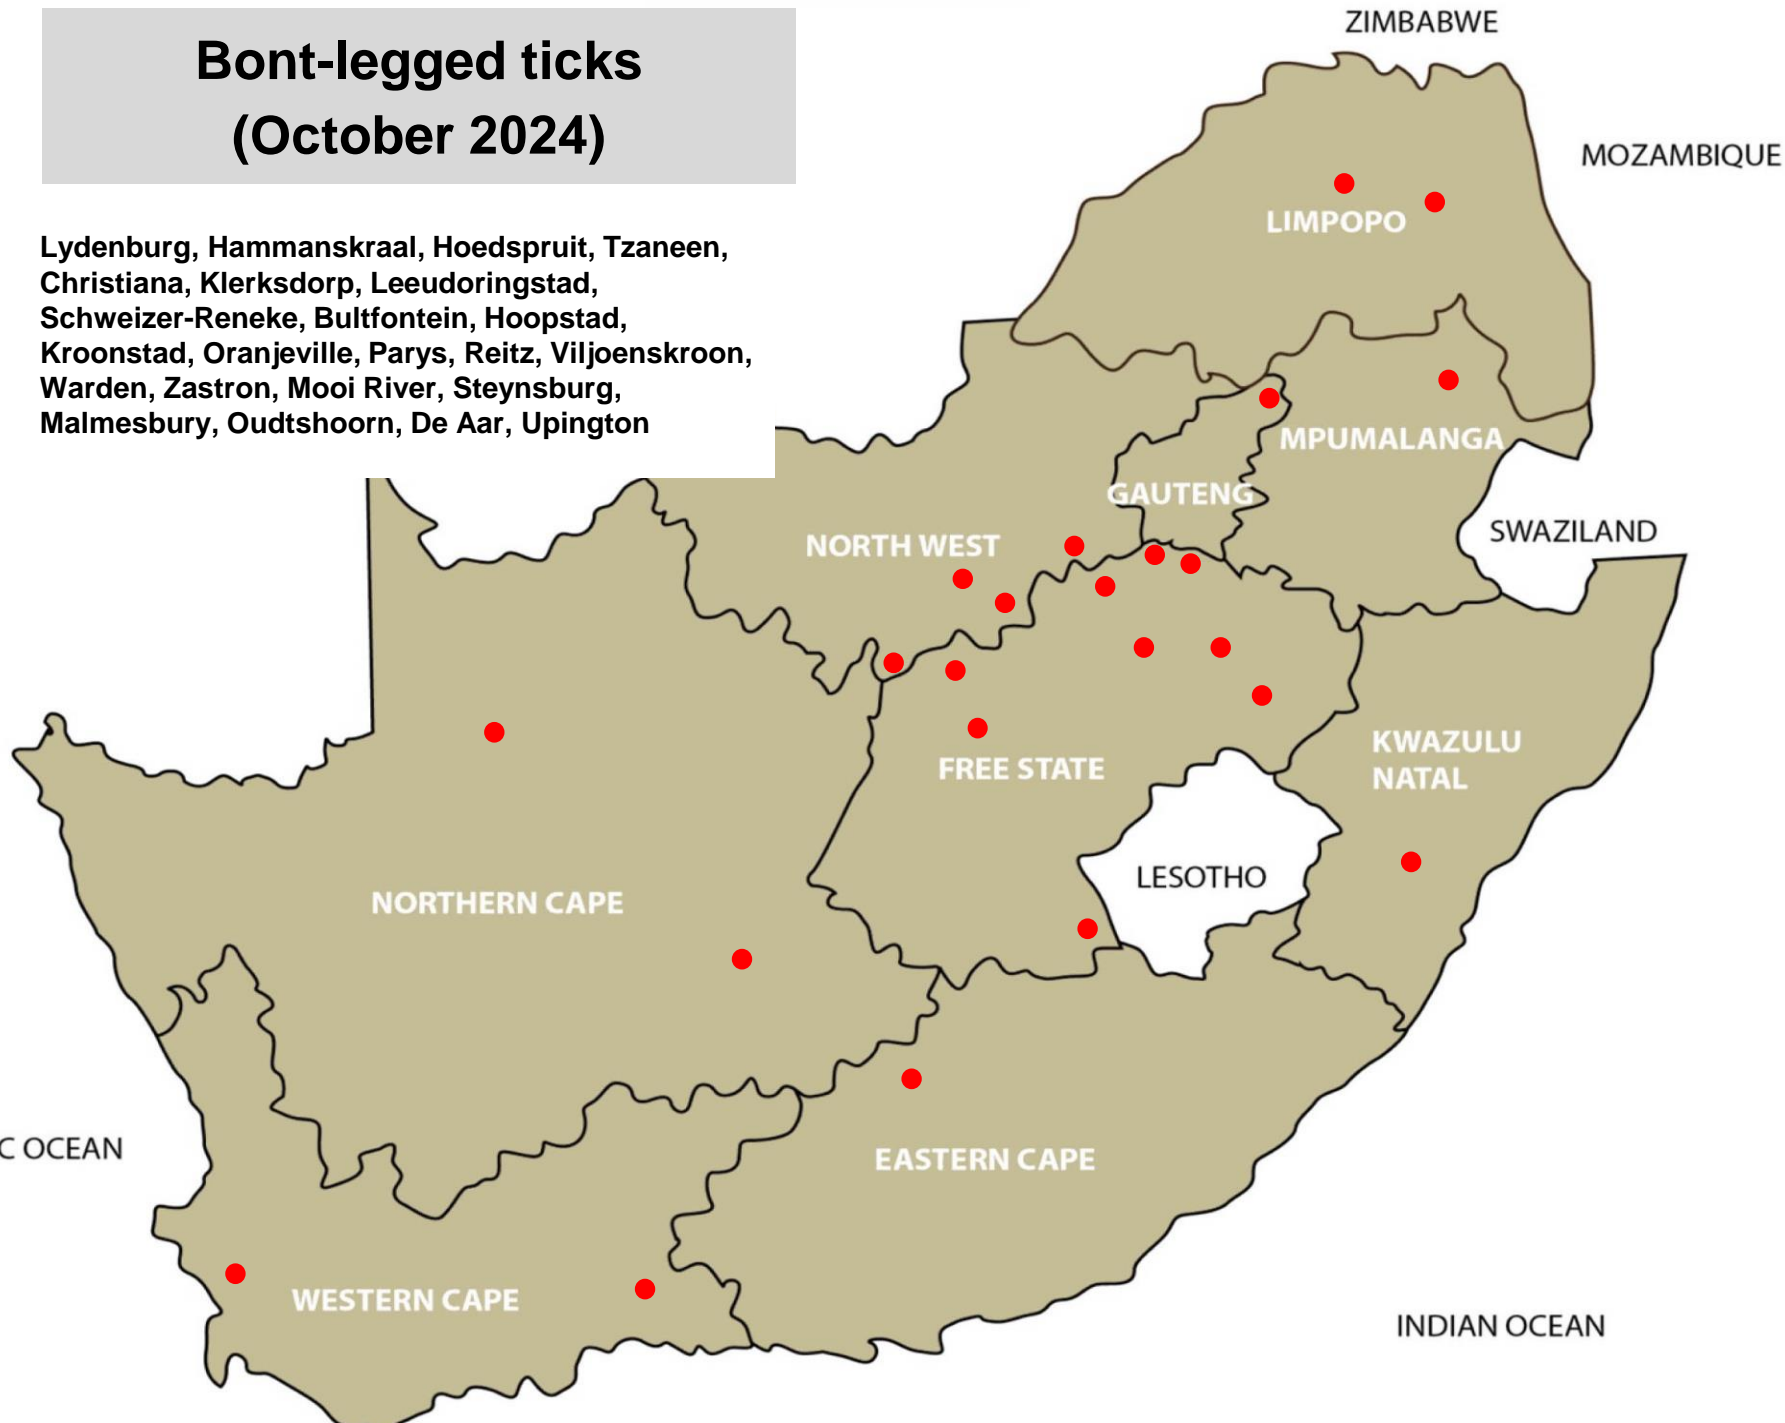 Bont-legged ticks
(October 2024)
Lydenburg, Hammanskraal, Hoedspruit, Tzaneen,
Christiana, Klerksdorp, Leeudoringstad,
Schweizer-Reneke, Bultfontein, Hoopstad,
Kroonstad, Oranjeville, Parys, Reitz, Viljoenskroon,
Warden, Zastron, Mooi River, Steynsburg,
Malmesbury, Oudtshoorn, De Aar, Upington
ZIMBABWE
MOZAMBIQUE
LIMPOPO
MPUMALANGA
GAUTENG
SWAZILAND
NORTH WEST
KWAZULU
NATAL
FREE STATE
LESOTHO
NORTHERN CAPE
C OCEAN
EASTERN CAPE
WESTERN CAPE
INDIAN OCEAN